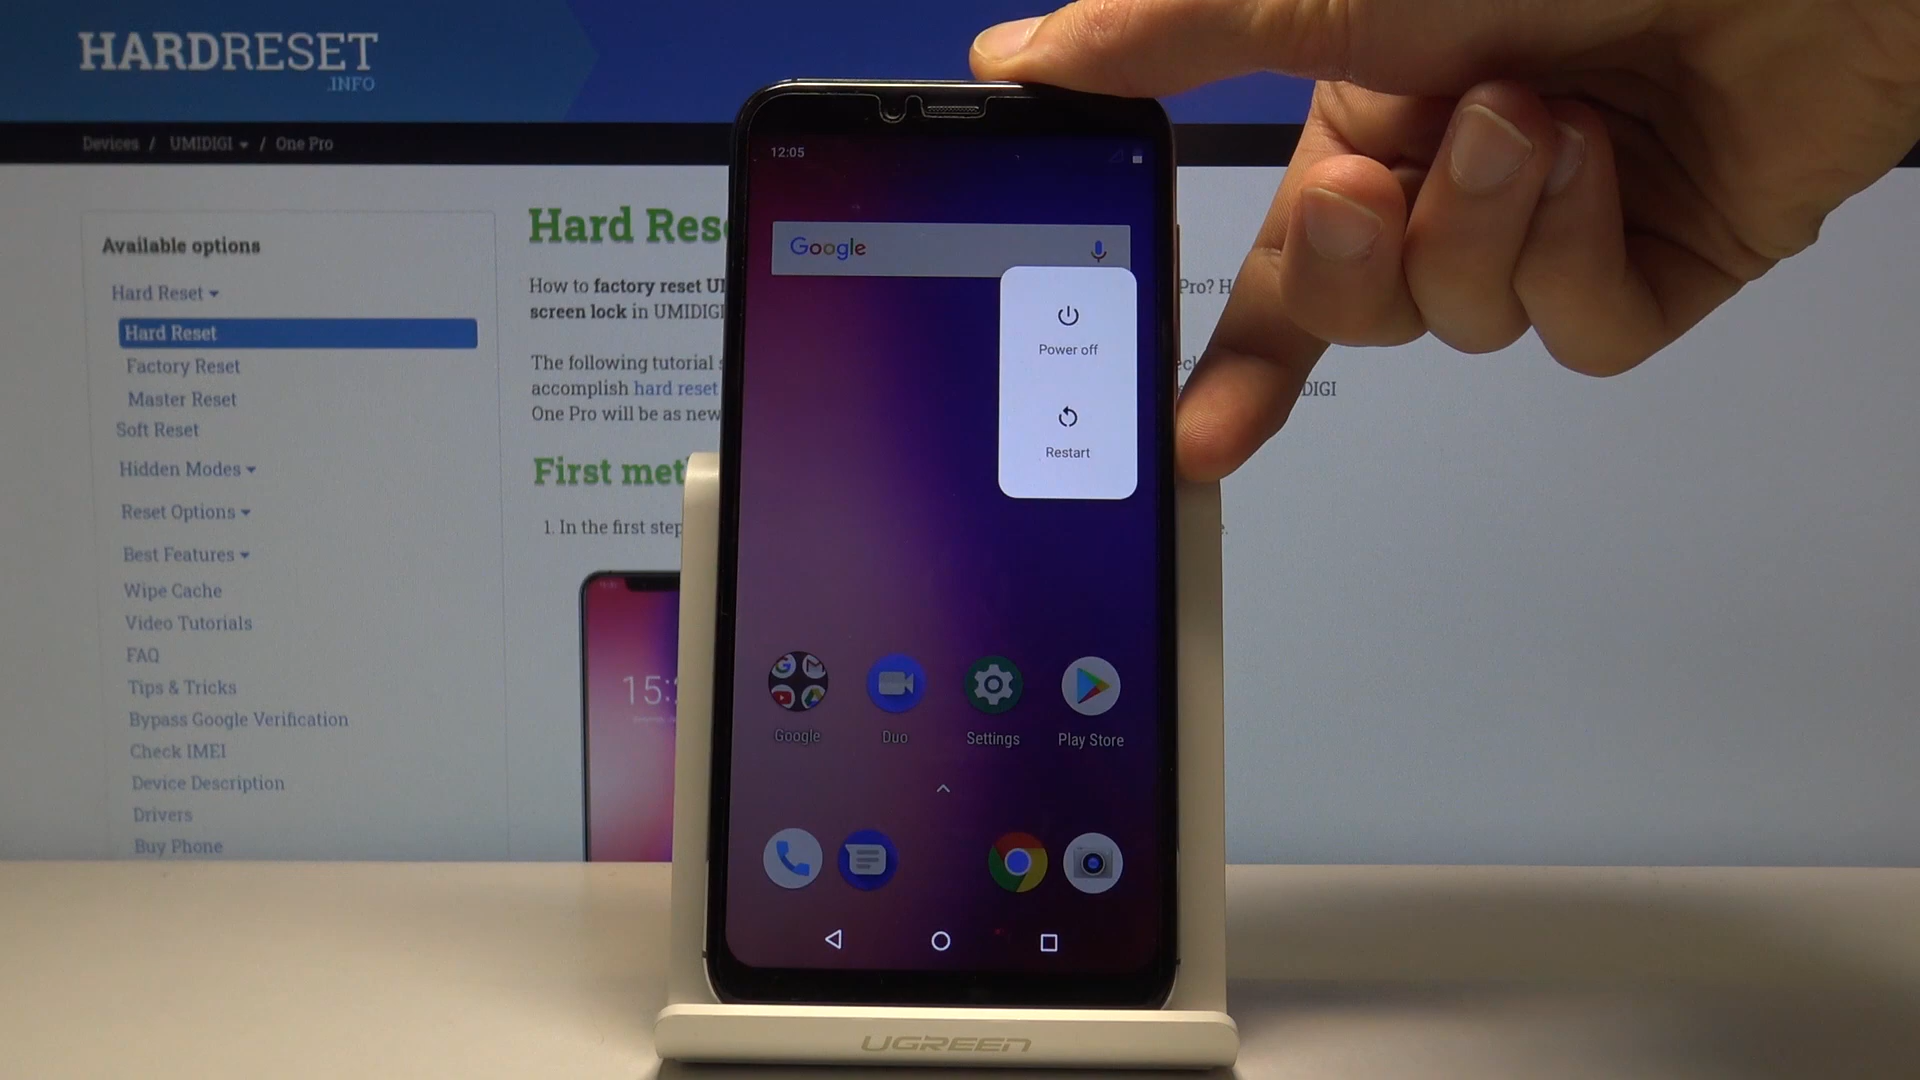 HARDRESET
.INFO
Devices / UMIDIGI / One Pro
Available options
Hard Reset
Hard Reset
Factory Reset
Master Reset
Soft Reset
Hidden Modes
Reset Options
Best Features
Wipe Cache
Video Tutorials
FAQ
Tips & Tricks
Bypass Google Verification
Check IMEI
Device Description
Drivers
Buy Phone
Hard Res
How to factory reset UI
Pro? H
screen lock in UMIDIGI
The following tutorial
accomplish hard reset
DIGI
One Pro will be as new
First met
1. In the first step
15:
12:05
Google
Power off
Restart
Google
Duo
Settings
Play Store
UGREEN